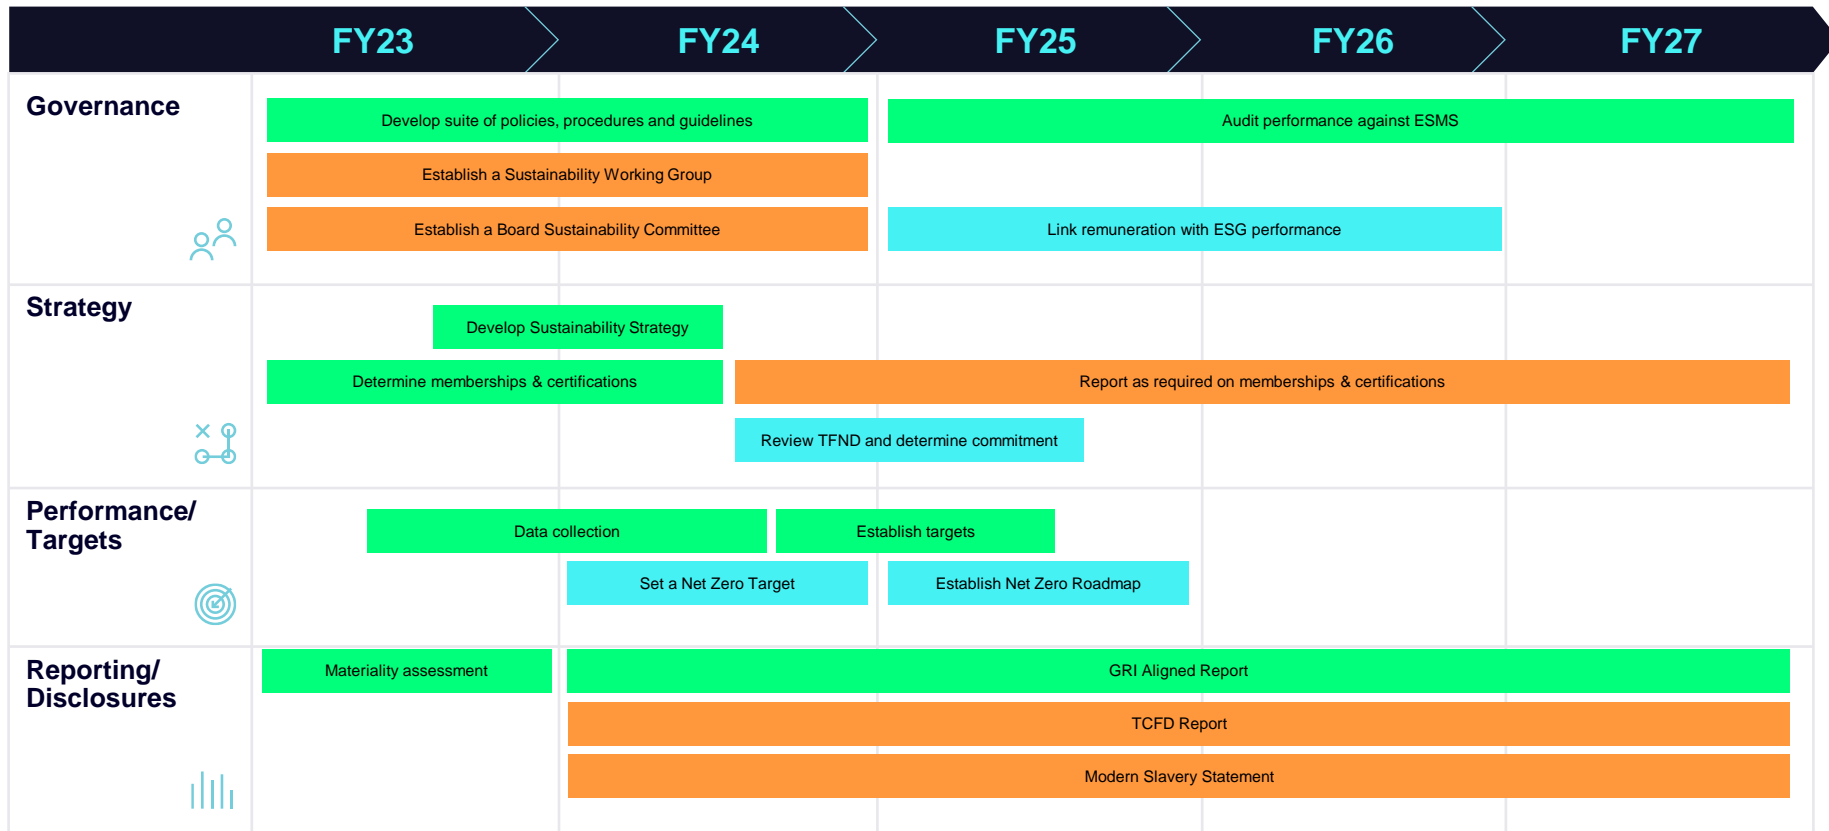 FY23 FY24 FY25 FY26 FY27
Governance
Develop suite of policies, procedures and guidelines
Audit performance against ESMS
Establish a Sustainability Working Group
Establish a Board Sustainability Committee
Link remuneration with ESG performance
Strategy
Develop Sustainability Strategy
Determine memberships & certifications
Report as required on memberships & certifications
Review TFND and determine commitment
Performance/
Targets
Data collection
Establish targets
Set a Net Zero Target
Establish Net Zero Roadmap
Reporting/
Disclosures
Materiality assessment
GRI Aligned Report
TCFD Report
Modern Slavery Statement